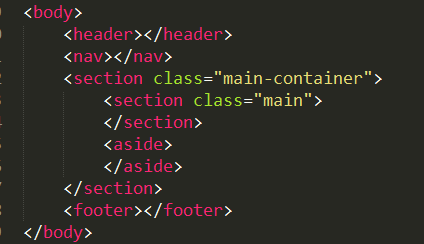 <body>
<header></header>
<nav></nav>
<section class="main-container">
<section class="main">
</section>
<aside>
</aside>
</section>
<footer></footer>
</body>